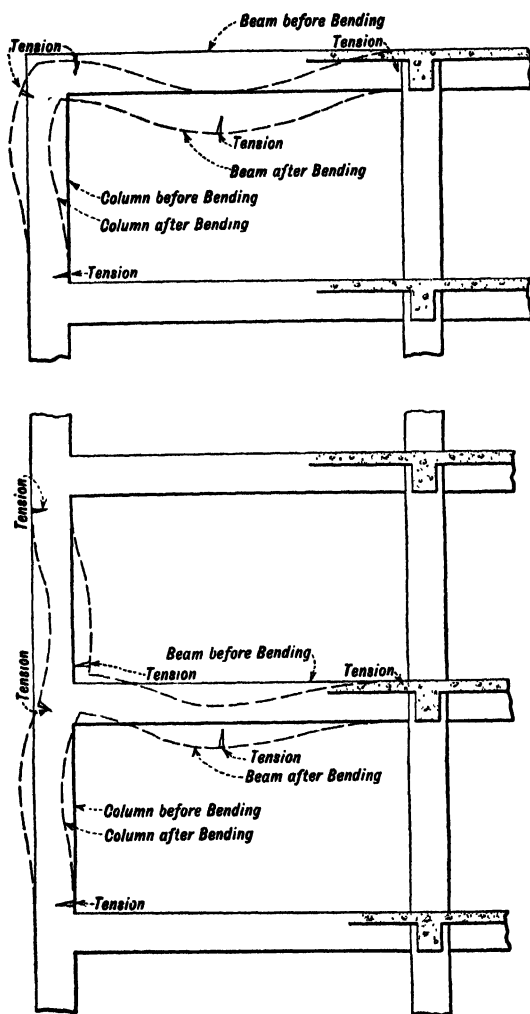 Beam before Bending
Tension
Tension
Tension
Beam after Bending
Column before Bending
Column after Bending
Tension
Tension
Beam before Bending
Tension
Tension
Tension
Tension
Beam after Bending
Column before Bending
Column after Bending
Tension